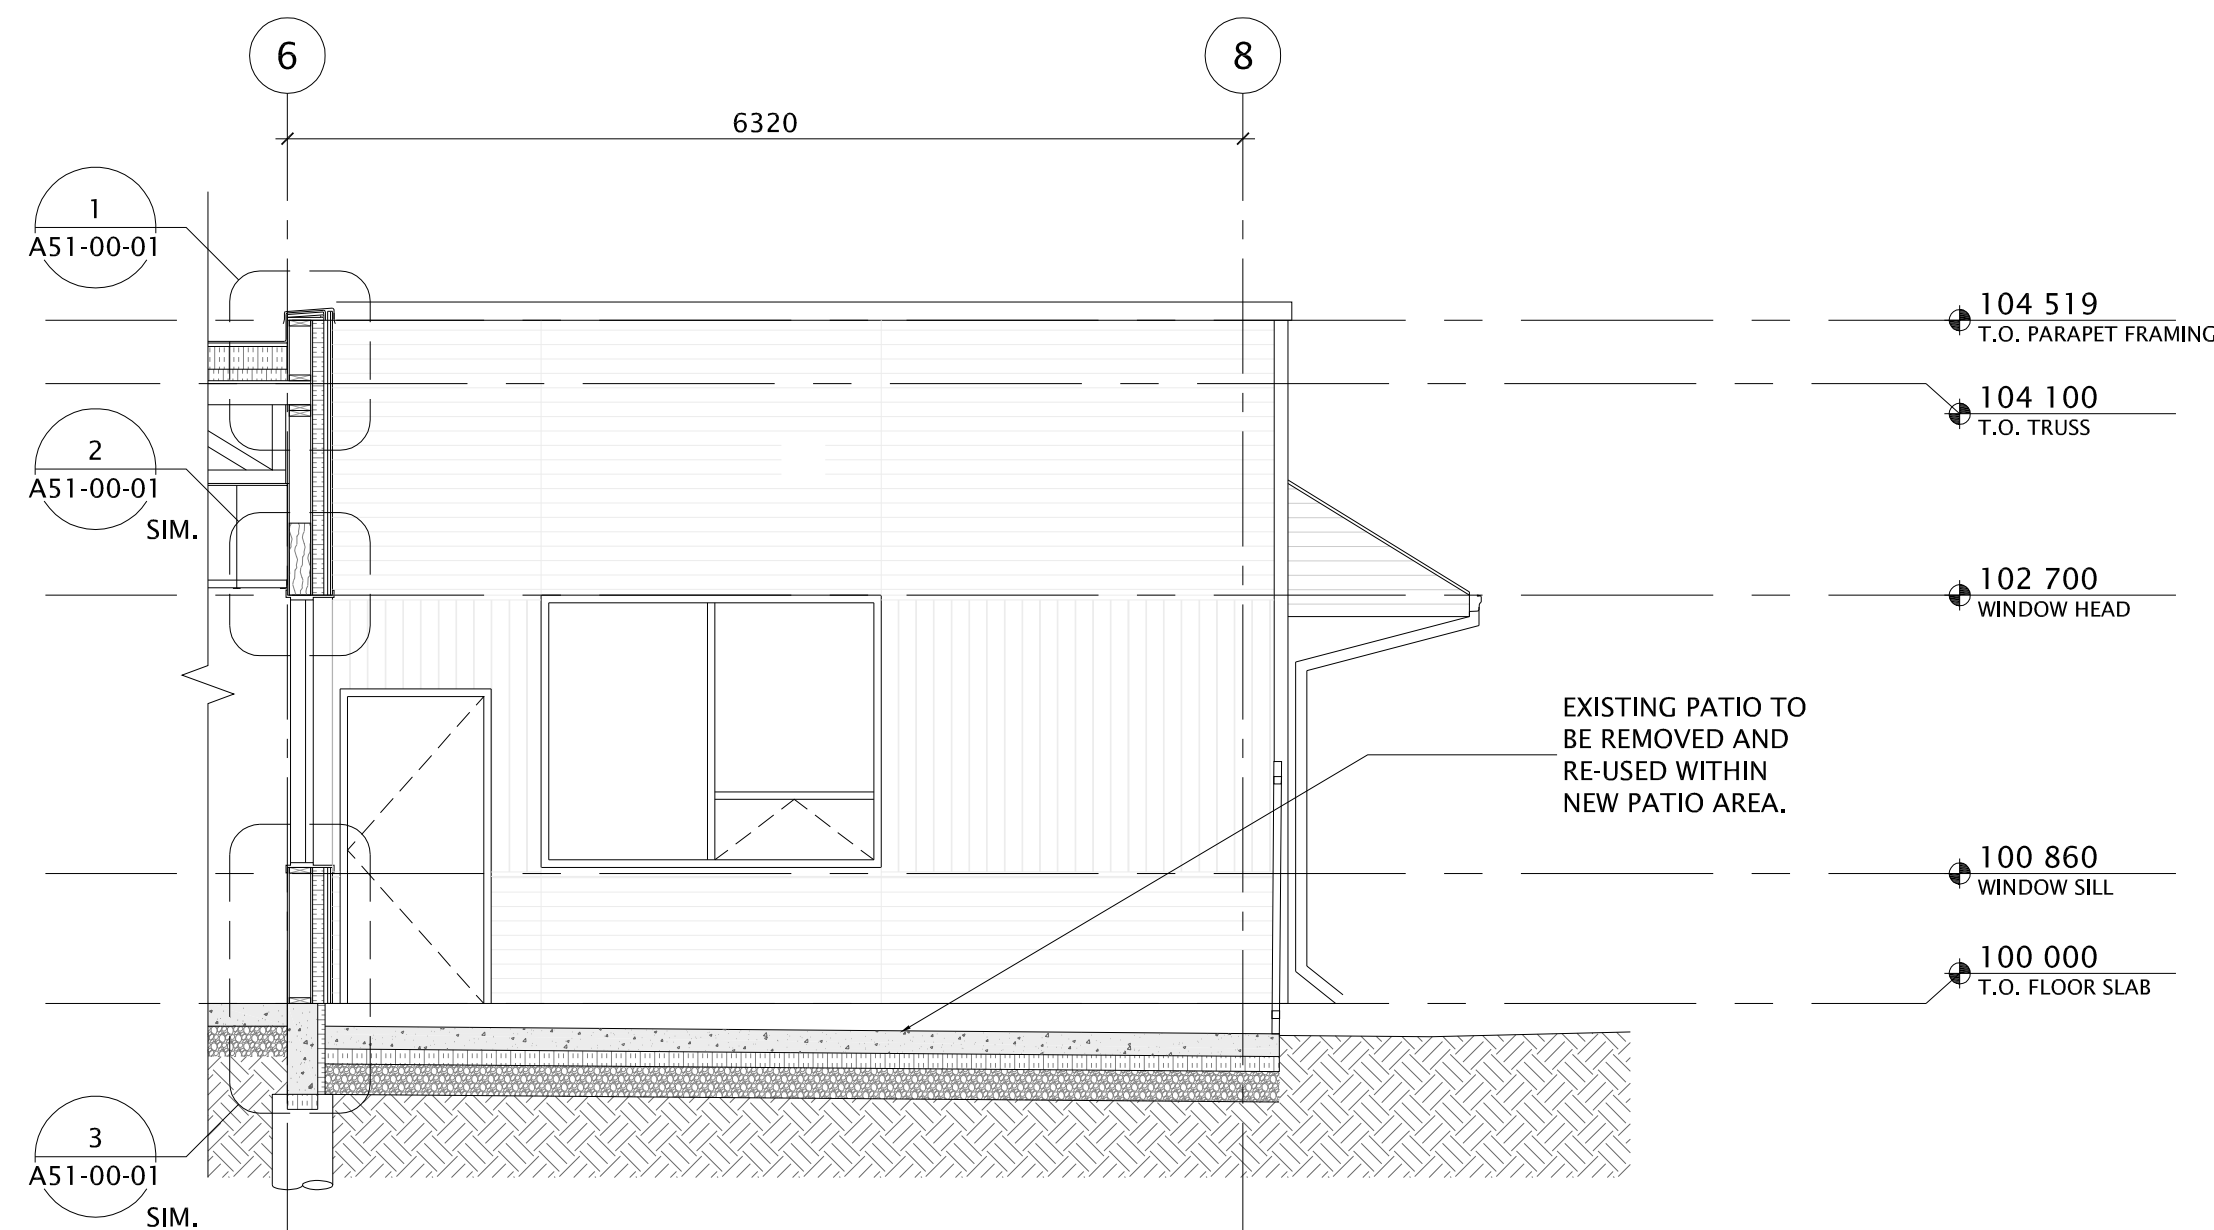 6
8
6320
1
A51-00-01
104 519
T.O. PARAPET FRAMING
104 100
T.O. TRUSS
2
A51-00-01
SIM.
102 700
WINDOW HEAD
EXISTING PATIO TO
BE REMOVED AND
RE-USED WITHIN
NEW PATIO AREA.
100 860
WINDOW SILL
100 000
T.O. FLOOR SLAB
3
A51-00-01
SIM.